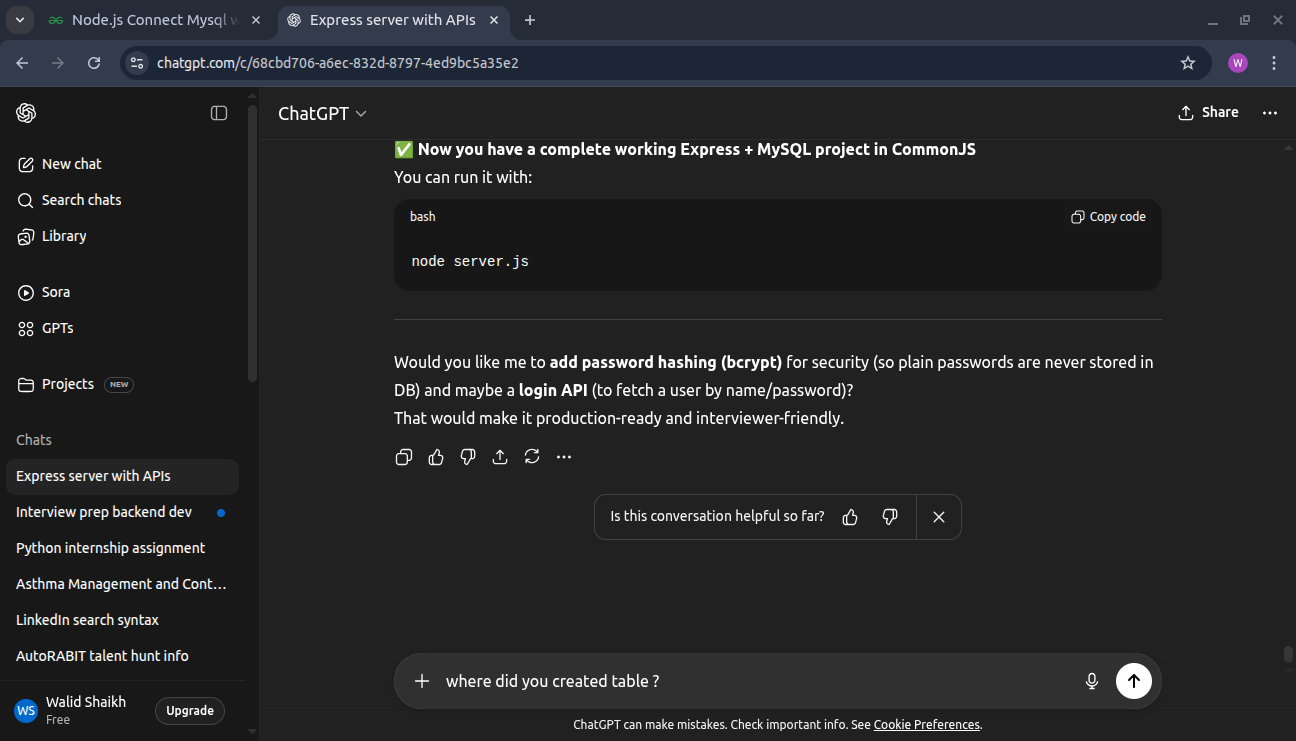 Node.js Connect Mysql w
Express server with APIs
chatgpt.com/c/68cbd706-a6ec-832d-8797-4ed9bc5a35e2
W
ChatGPT
Share
New chat
Search chats
Library
Sora
GPTs
Projects NEW
Chats
Express server with APIs
Interview prep backend dev
Python internship assignment
Asthma Management and Cont...
LinkedIn search syntax
AutoRABIT talent hunt info
WS
Walid Shaikh
Free
Upgrade
✅ Now you have a complete working Express + MySQL project in CommonJS
You can run it with:
bash
Copy code
node server.js
Would you like me to add password hashing (bcrypt) for security (so plain passwords are never stored in
DB) and maybe a login API (to fetch a user by name/password)?
That would make it production-ready and interviewer-friendly.
Is this conversation helpful so far?
where did you created table ?
ChatGPT can make mistakes. Check important info. See Cookie Preferences.